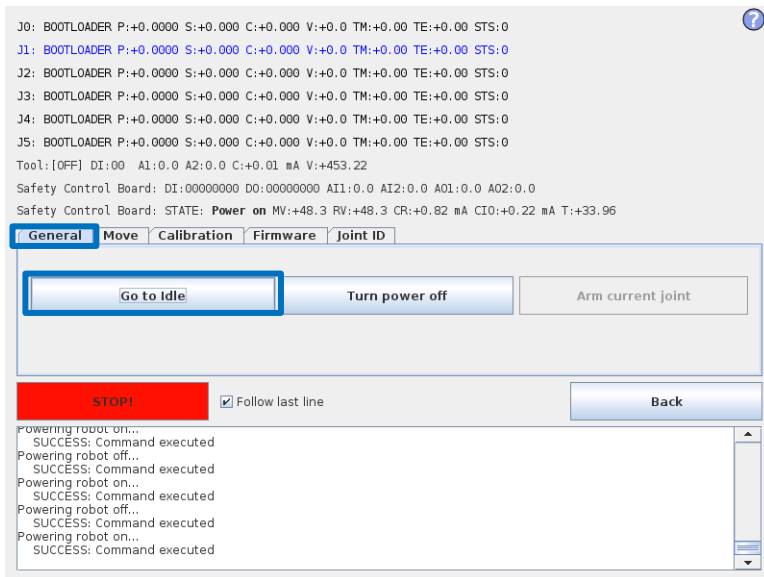 J0: BOOTLOADER P:+0.0000 S:+0.000 C:+0.000 V:+0.0 TM:+0.00 TE:+0.00 STS:0
J1: BOOTLOADER P:+0.0000 S:+0.000 C:+0.000 V:+0.0 TM:+0.00 TE:+0.00 STS:0
J2: BOOTLOADER P:+0.0000 S:+0.000 C:+0.000 V:+0.0 TM:+0.00 TE:+0.00 STS:0
J3: BOOTLOADER P:+0.0000 S:+0.000 C:+0.000 V:+0.0 TM:+0.00 TE:+0.00 STS:0
J4: BOOTLOADER P:+0.0000 S:+0.000 C:+0.000 V:+0.0 TM:+0.00 TE:+0.00 STS:0
J5: BOOTLOADER P:+0.0000 S:+0.000 C:+0.000 V:+0.0 TM:+0.00 TE:+0.00 STS:0
Tool:[OFF] DI:00 A1:0.0 A2:0.0 C:+0.01 mA V:+453.22
Safety Control Board: DI:00000000 DO:00000000 AI1:0.0 AI2:0.0 AO1:0.0 AO2:0.0
Safety Control Board: STATE: Power on MV:+48.3 RV:+48.3 CR:+0.82 mA CIO:+0.22 mA T:+33.96
?
General Move Calibration Firmware Joint ID
Go to Idle Turn power off Arm current joint
STOP! Follow last line Back
Powering robot on...
SUCCESS: Command executed
Powering robot off...
SUCCESS: Command executed
Powering robot on...
SUCCESS: Command executed
Powering robot off...
SUCCESS: Command executed
Powering robot on...
SUCCESS: Command executed